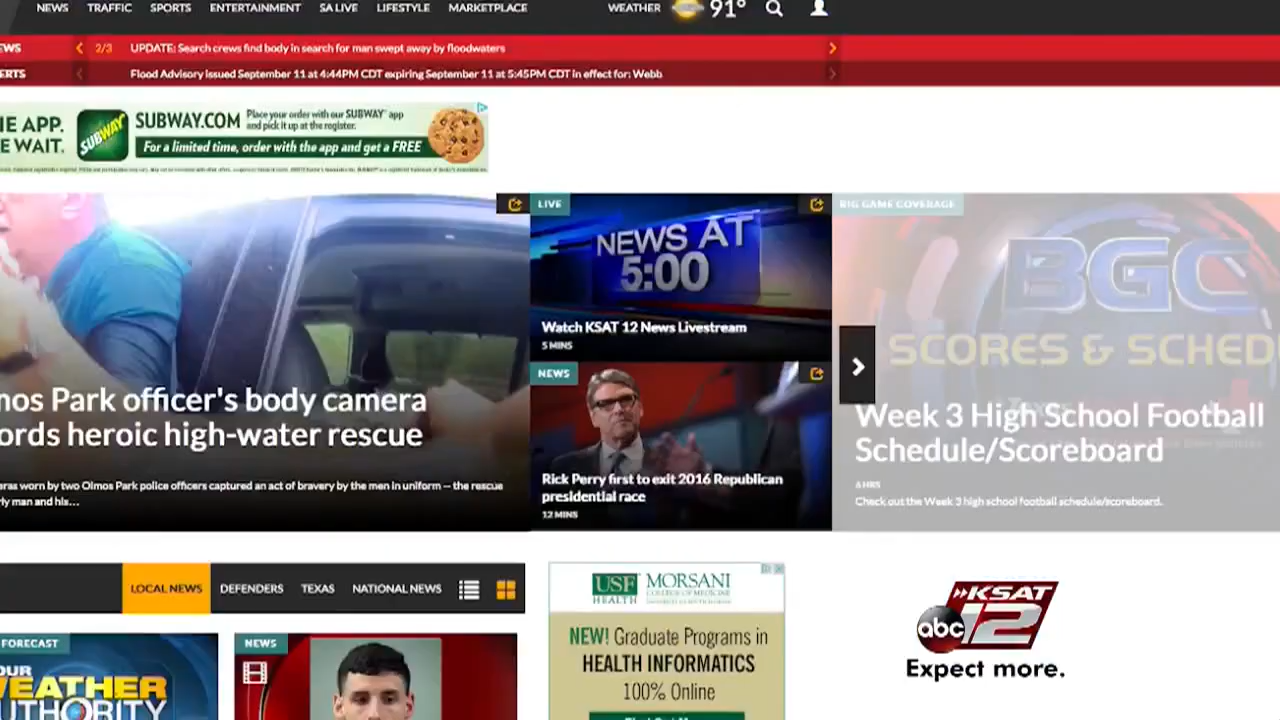 NEWS TRAFFIC SPORTS ENTERTAINMENT SA LIVE LIFESTYLE MARKETPLACE WEATHER 91°
EWS 2/3 UPDATE: Search crews find body in search for man swept away by floodwaters
ERTS Flood Advisory issued September 11 at 4:44PM CDT expiring September 11 at 5:45PM CDT in effect for: Webb
HE APP.
E WAIT.
SUBWAY
SUBWAY.COM
Place your order with our SUBWAY® app
and pick it up at the register.
For a limited time, order with the app and get a FREE
mos Park officer's body camera
ords heroic high-water rescue
eras worn by two Olmos Park police officers captured an act of bravery by the men in uniform -- the rescue
rly man and his...
LIVE
NEWS AT
5:00
Watch KSAT 12 News Livestream
5 MINS
NEWS
Rick Perry first to exit 2016 Republican
presidential race
12 MINS
BIG GAME COVERAGE
BGC
SCORES & SCHED
Week 3 High School Football
Schedule/Scoreboard
6 HRS
Check out the Week 3 high school football schedule/scoreboard.
LOCAL NEWS DEFENDERS TEXAS NATIONAL NEWS
FORECAST
OUR
WEATHER
UTHORITY
NEWS
USF
HEALTH
MORSANI
COLLEGE OF MEDICINE
NEW! Graduate Programs in
HEALTH INFORMATICS
100% Online
KSAT
abc 12
Expect more.